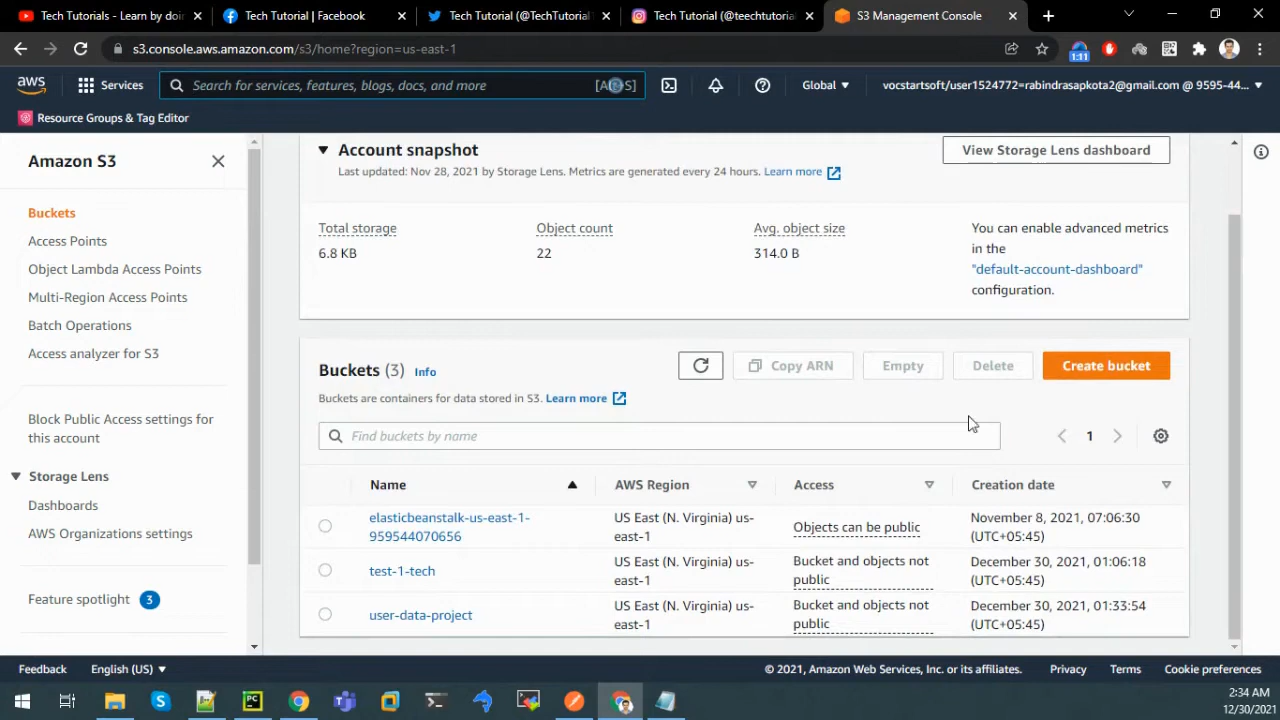 Tech Tutorials - Learn by doin
Tech Tutorial | Facebook
Tech Tutorial (@TechTutorial
Tech Tutorial (@teechtutorial
S3 Management Console
s3.console.aws.amazon.com/s3/home?region=us-east-1
1:11
aws
Services
Search for services, features, blogs, docs, and more
Global
vocstartsoft/user1524772=rabindrasapkota2@gmail.com @ 9595-44...
Resource Groups & Tag Editor
Amazon S3
Buckets
Access Points
Object Lambda Access Points
Multi-Region Access Points
Batch Operations
Access analyzer for S3
Block Public Access settings for
this account
Storage Lens
Dashboards
AWS Organizations settings
Feature spotlight 3
Account snapshot
View Storage Lens dashboard
Last updated: Nov 28, 2021 by Storage Lens. Metrics are generated every 24 hours. Learn more
Total storage
6.8 KB
Object count
22
Avg. object size
314.0 B
You can enable advanced metrics
in the
"default-account-dashboard"
configuration.
Buckets (3) Info
Copy ARN
Empty
Delete
Create bucket
Buckets are containers for data stored in S3. Learn more
Find buckets by name
1
Name AWS Region Access Creation date
elasticbeanstalk-us-east-1-
959544070656
US East (N. Virginia) us-
east-1
Objects can be public
November 8, 2021, 07:06:30
(UTC+05:45)
test-1-tech
US East (N. Virginia) us-
east-1
Bucket and objects not
public
December 30, 2021, 01:06:18
(UTC+05:45)
user-data-project
US East (N. Virginia) us-
east-1
Bucket and objects not
public
December 30, 2021, 01:33:54
(UTC+05:45)
Feedback
English (US)
© 2021, Amazon Web Services, Inc. or its affiliates.
Privacy
Terms
Cookie preferences
2:34 AM
12/30/2021